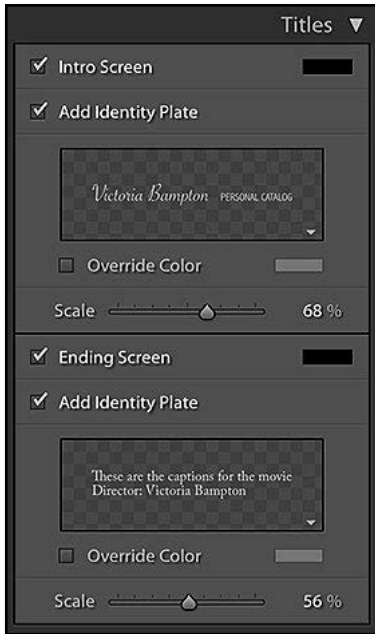 Titles
Intro Screen
Add Identity Plate
Victoria Bampton PERSONAL CATALOG
Override Color
Scale 68 %
Ending Screen
Add Identity Plate
These are the captions for the movie
Director: Victoria Bampton
Override Color
Scale 56 %